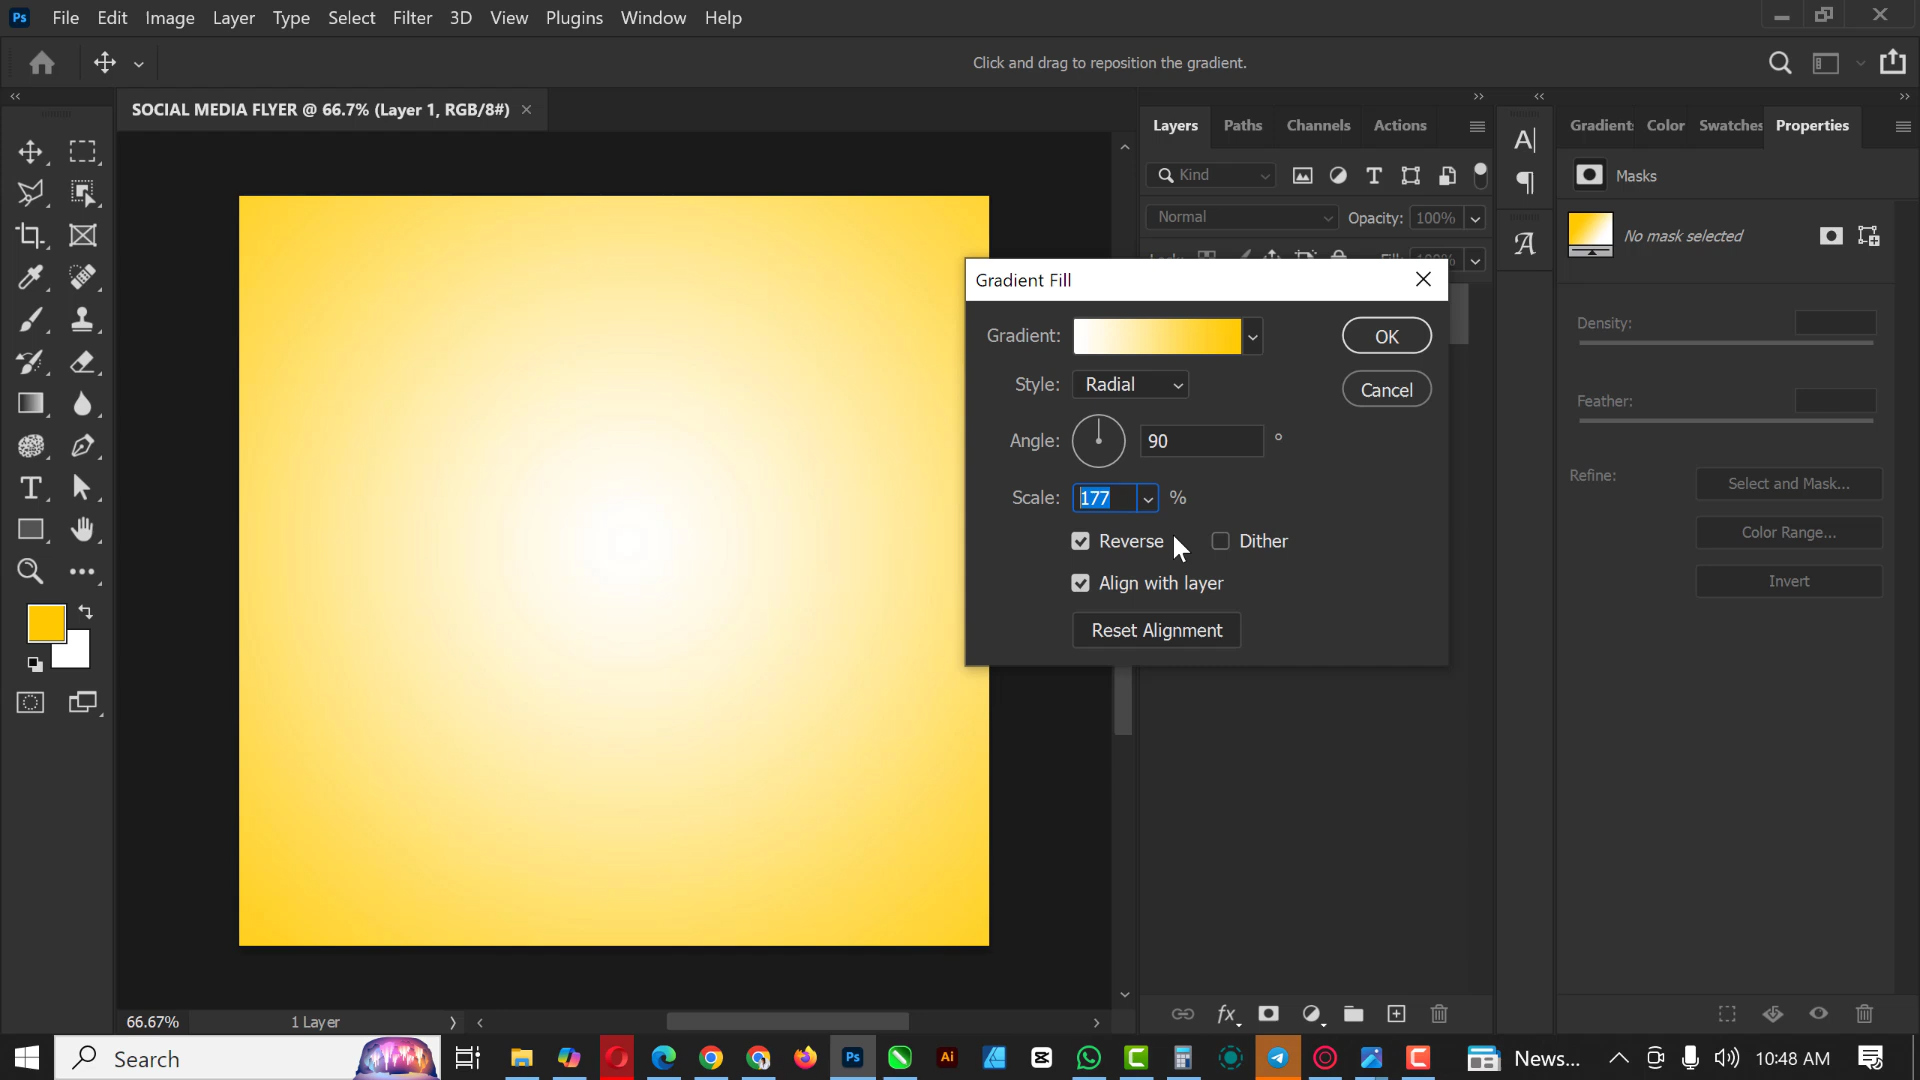 Ps File Edit Image Layer Type Select Filter 3D View Plugins Window Help
Click and drag to reposition the gradient.
SOCIAL MEDIA FLYER @ 66.7% (Layer 1, RGB/8#) ×
Layers Paths Channels Actions
Kind
Normal Opacity: 100%
Gradient Color Swatches Properties
Masks
No mask selected
Density:
Feather:
Refine:
Select and Mask...
Color Range...
Invert
Gradient Fill
Gradient:
OK
Style: Radial
Cancel
Angle: 90 °
Scale: 177 %
Reverse Dither
Align with layer
Reset Alignment
66.67% 1 Layer
fx
Search Ps Ai News... 10:48 AM